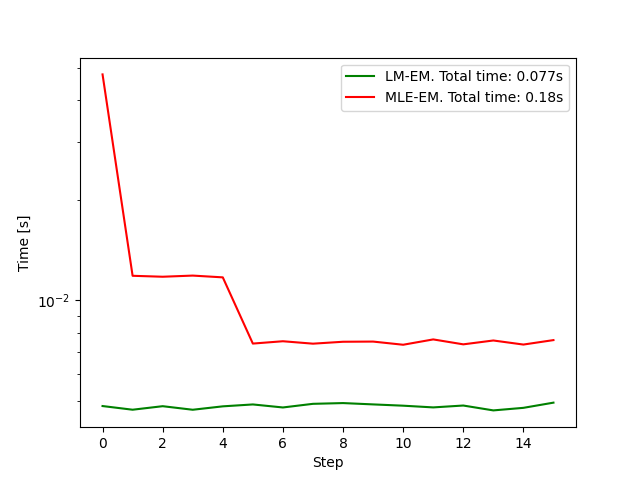 LM-EM. Total time: 0.077s
MLE-EM. Total time: 0.18s
Time [s]
10⁻²
0 2 4 6 8 10 12 14
Step